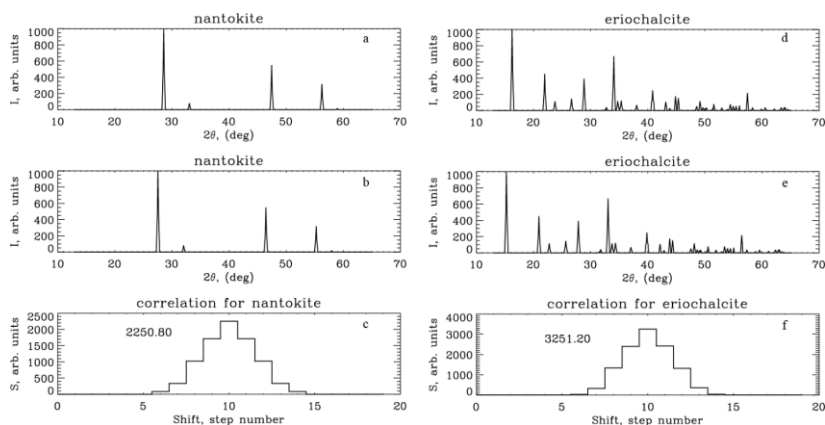 nantokite
a
I, arb. units
1000
800
600
400
200
0
10 20 30 40 50 60 70
2θ, (deg)
eriochalcite
d
I, arb. units
1000
800
600
400
200
0
10 20 30 40 50 60 70
2θ, (deg)
nantokite
b
I, arb. units
1000
800
600
400
200
0
10 20 30 40 50 60 70
2θ, (deg)
eriochalcite
e
I, arb. units
1000
800
600
400
200
0
10 20 30 40 50 60 70
2θ, (deg)
correlation for nantokite
2250.80
c
S, arb. units
2500
2000
1500
1000
500
0
0 5 10 15 20
Shift, step number
correlation for eriochalcite
3251.20
f
S, arb. units
4000
3000
2000
1000
0
0 5 10 15 20
Shift, step number